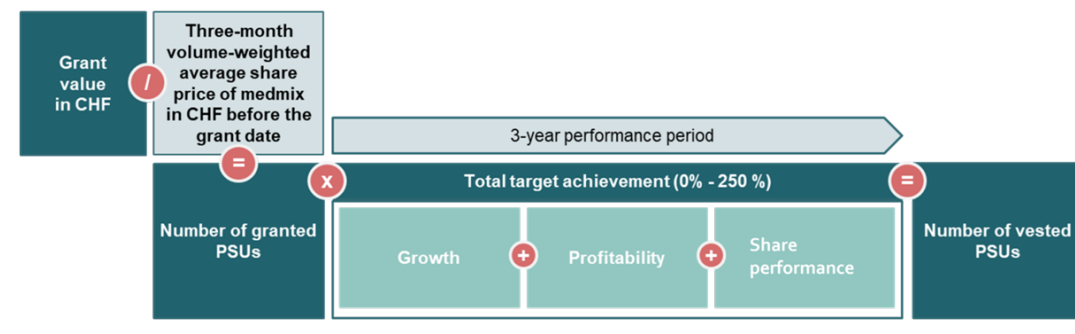 Grant
value
in CHF
/
Three-month
volume-weighted
average share
price of medmix
in CHF before the
grant date
=
3-year performance period
Number of granted
PSUs
x
Total target achievement (0% - 250 %)
Growth
+
Profitability
+
Share
performance
=
Number of vested
PSUs